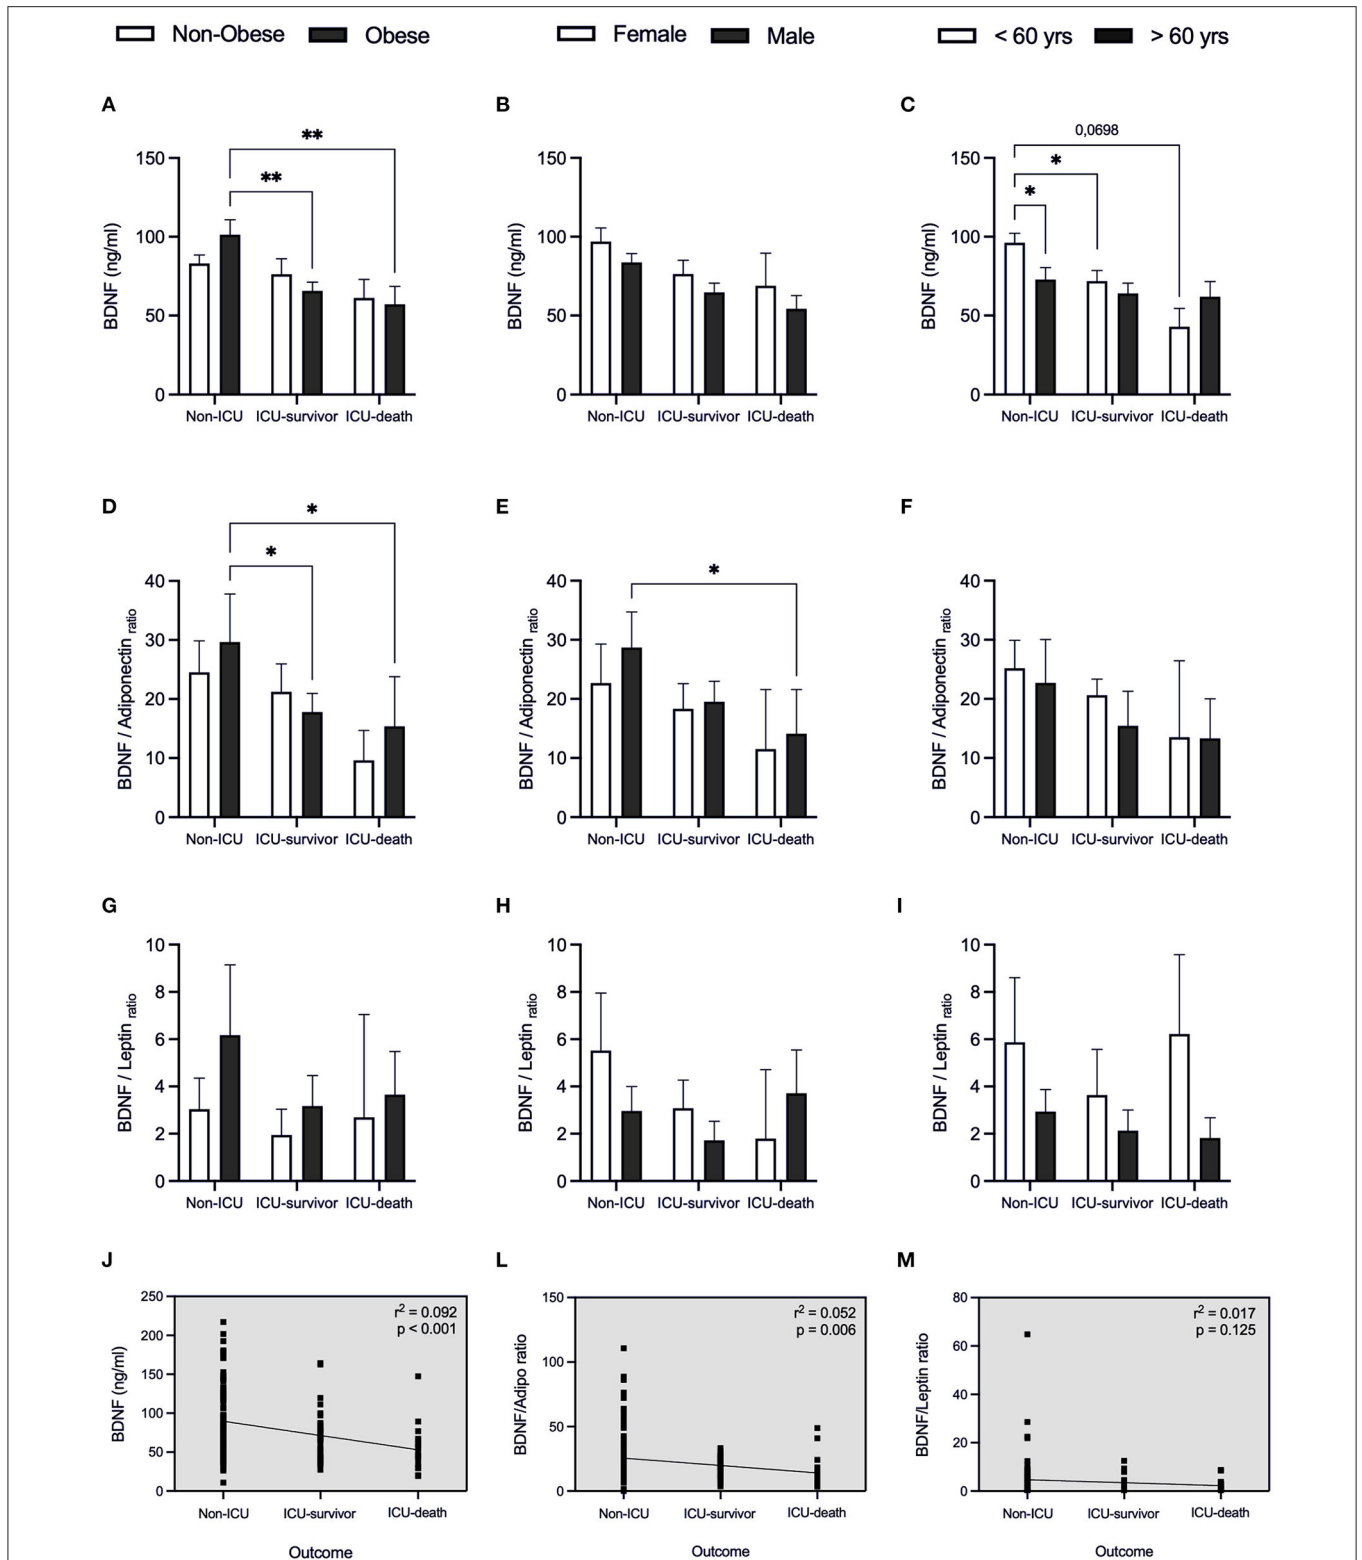 Non-Obese Obese Female Male < 60 yrs > 60 yrs
A
**
**
150
100
50
0
BDNF (ng/ml)
Non-ICU ICU-survivor ICU-death
B
150
100
50
0
BDNF (ng/ml)
Non-ICU ICU-survivor ICU-death
C
0,0698
*
*
150
100
50
0
BDNF (ng/ml)
Non-ICU ICU-survivor ICU-death
D
*
*
40
30
20
10
0
BDNF / Adiponectin ratio
Non-ICU ICU-survivor ICU-death
E
*
40
30
20
10
0
BDNF / Adiponectin ratio
Non-ICU ICU-survivor ICU-death
F
40
30
20
10
0
BDNF / Adiponectin ratio
Non-ICU ICU-survivor ICU-death
G
10
8
6
4
2
0
BDNF / Leptin ratio
Non-ICU ICU-survivor ICU-death
H
10
8
6
4
2
0
BDNF / Leptin ratio
Non-ICU ICU-survivor ICU-death
I
10
8
6
4
2
0
BDNF / Leptin ratio
Non-ICU ICU-survivor ICU-death
J
250
200
150
100
50
0
BDNF (ng/ml)
r² = 0.092
p < 0.001
Non-ICU ICU-survivor ICU-death
Outcome
L
150
100
50
0
BDNF/Adipo ratio
r² = 0.052
p = 0.006
Non-ICU ICU-survivor ICU-death
Outcome
M
80
60
40
20
0
BDNF/Leptin ratio
r² = 0.017
p = 0.125
Non-ICU ICU-survivor ICU-death
Outcome